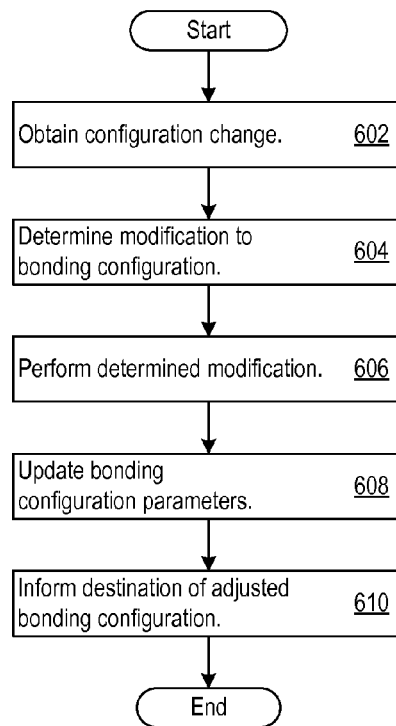 Start
Obtain configuration change. 602
Determine modification to
bonding configuration. 604
Perform determined modification. 606
Update bonding
configuration parameters. 608
Inform destination of adjusted
bonding configuration. 610
End